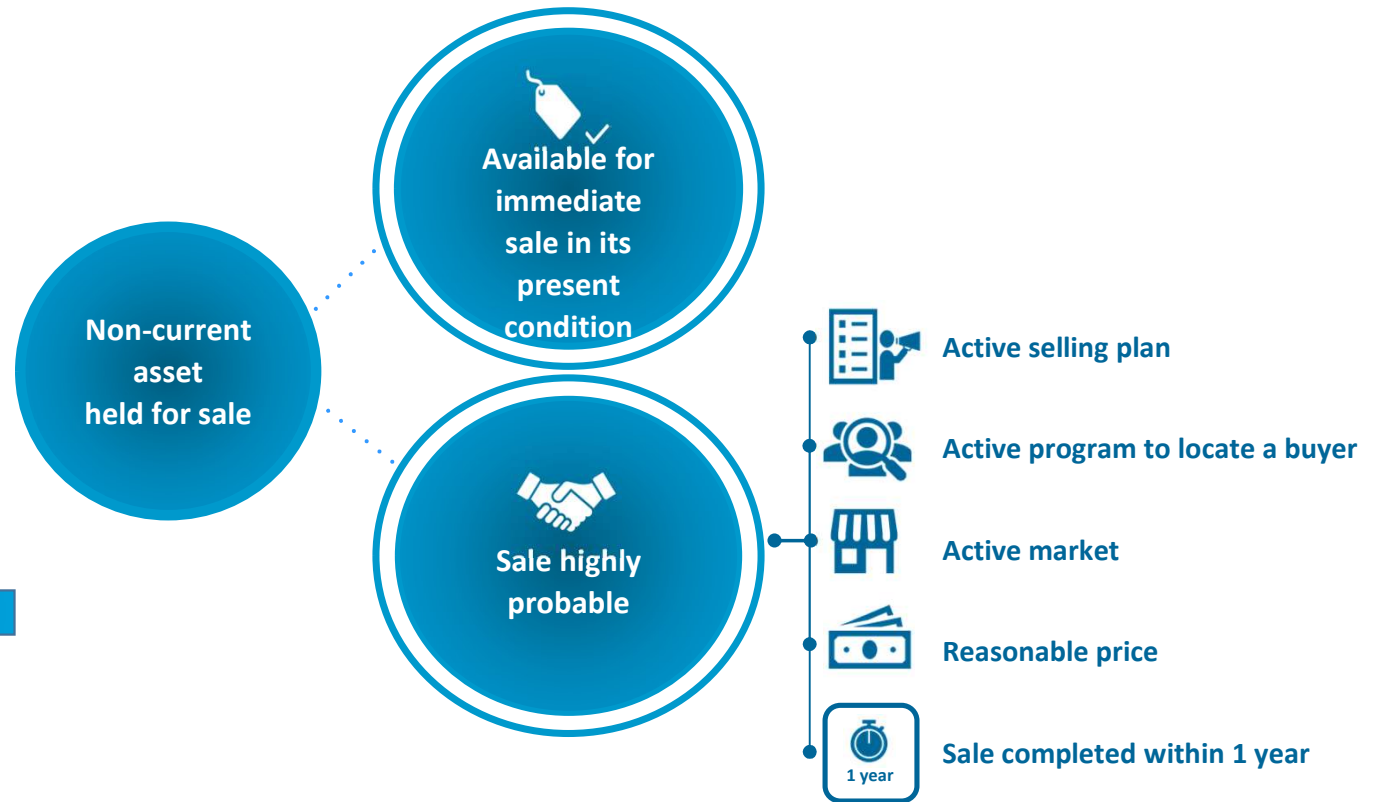 Non-current
asset
held for sale
Available for
immediate
sale in its
present
condition
Sale highly
probable
Active selling plan
Active program to locate a buyer
Active market
Reasonable price
1 year
Sale completed within 1 year